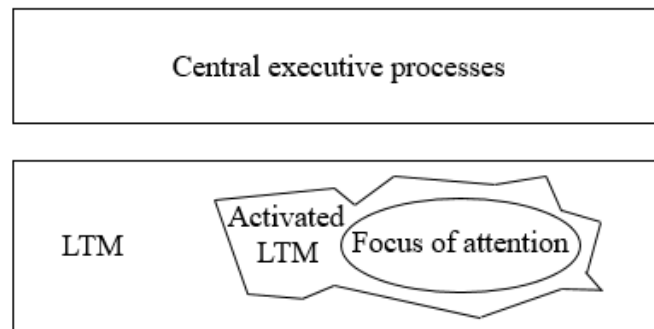 Central executive processes
LTM
Activated
LTM
Focus of attention